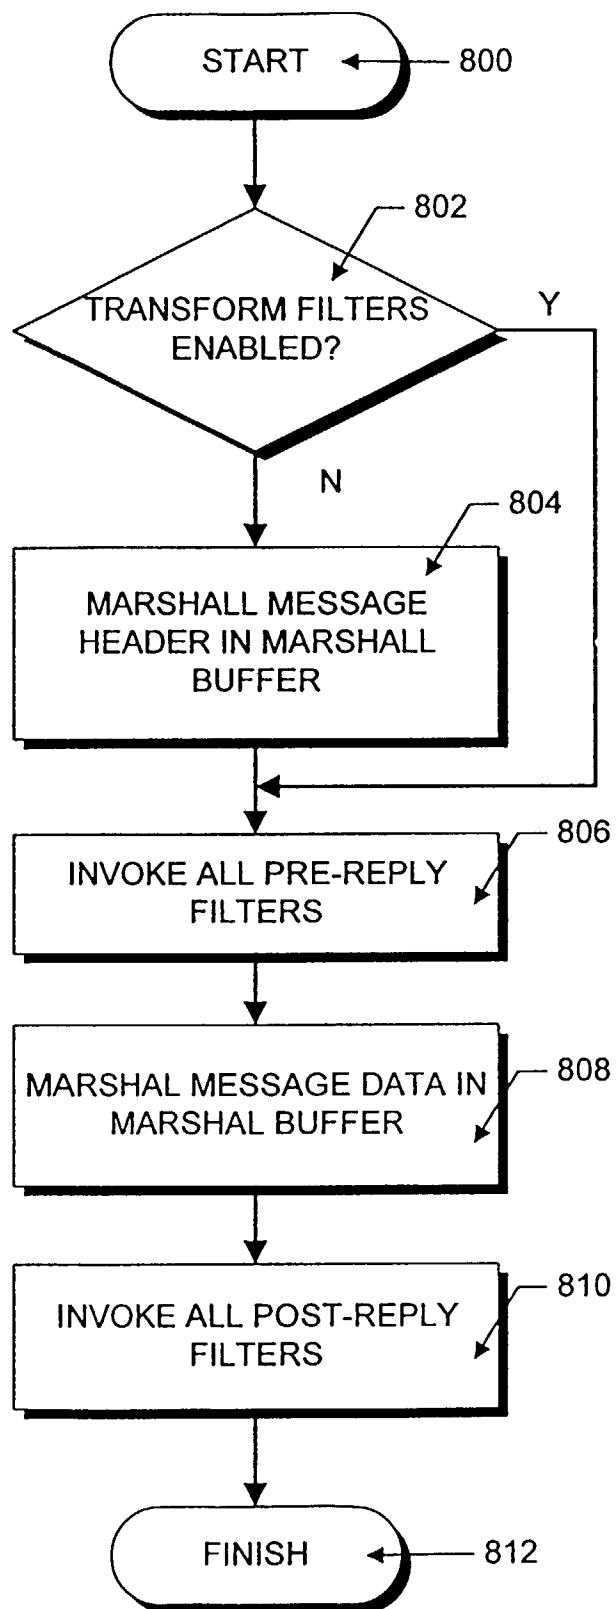 START
800
802
TRANSFORM FILTERS
ENABLED?
Y
N
804
MARSHALL MESSAGE
HEADER IN MARSHALL
BUFFER
806
INVOKE ALL PRE-REPLY
FILTERS
808
MARSHAL MESSAGE DATA IN
MARSHAL BUFFER
810
INVOKE ALL POST-REPLY
FILTERS
FINISH
812